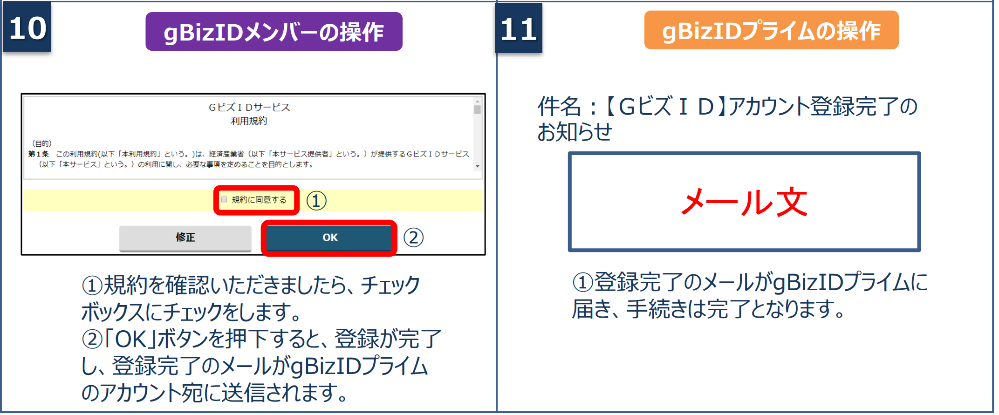 10
gBizIDメンバーの操作
GビズIDサービス
利用規約
(目的)
第1条 この利用規約(以下「本利用規約」という。)は、経済産業省(以下「本サービス提供者」という。)が提供するGビズIDサービス
(以下「本サービス」という。)の利用に関し、必要な事項を定めることを目的とします。
規約に同意する ①
修正 OK ②
①規約を確認いただきましたら、チェック
ボックスにチェックをします。
②「OK」ボタンを押下すると、登録が完了
し、登録完了のメールがgBizIDプライム
のアカウント宛に送信されます。
11
gBizIDプライムの操作
件名:【GビズID】アカウント登録完了の
お知らせ
メール文
①登録完了のメールがgBizIDプライムに
届き、手続きは完了となります。